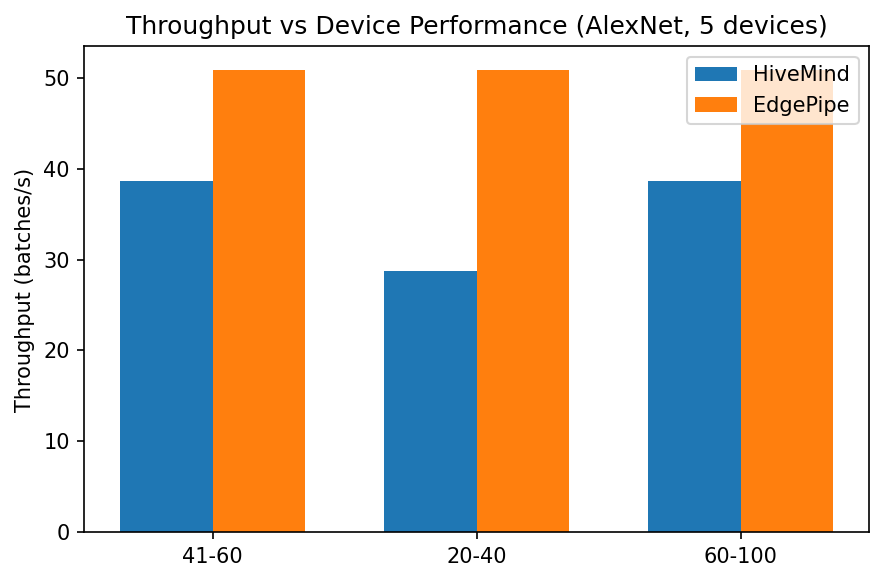 Throughput vs Device Performance (AlexNet, 5 devices)
HiveMind
EdgePipe
Throughput (batches/s)
50
40
30
20
10
0
41-60
20-40
60-100